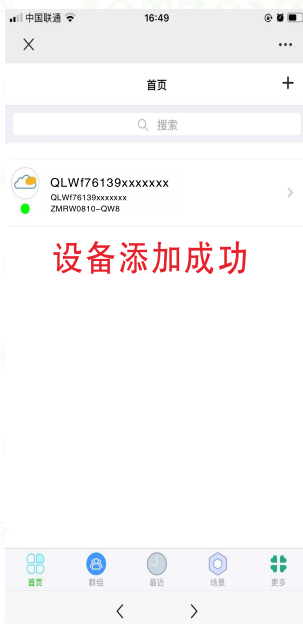 中国联通 16:49
首页
搜索
QLWf76139xxxxxxx
QLWf76139xxxxxxx
ZMRW0810-QW8
设备添加成功
首页 群组 最近 场景 更多